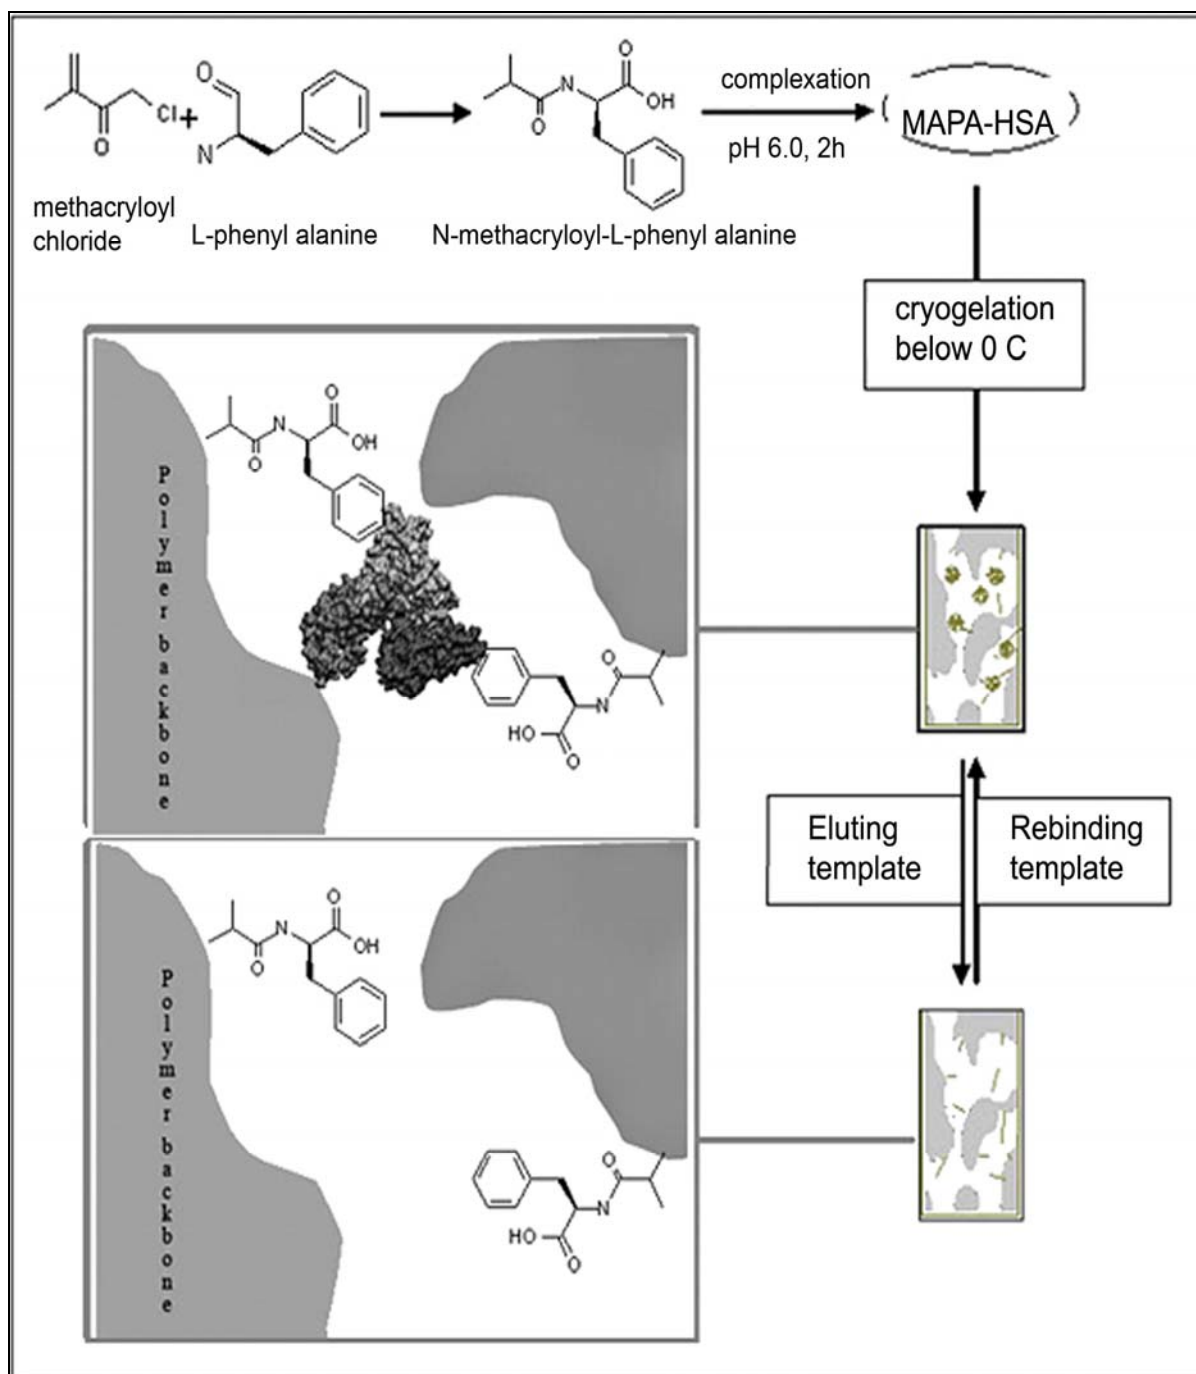 O
Cl
+
O
N
O
N
O
O
OH
complexation
pH 6.0, 2h
MAPA-HSA
methacryloyl
chloride
L-phenyl alanine
N-methacryloyl-L-phenyl alanine
cryogelation
below 0 C
Polymer backbone
N
O
O
OH
O
N
HO
O
Eluting
template
Rebinding
template
Polymer backbone
N
O
O
OH
O
N
HO
O